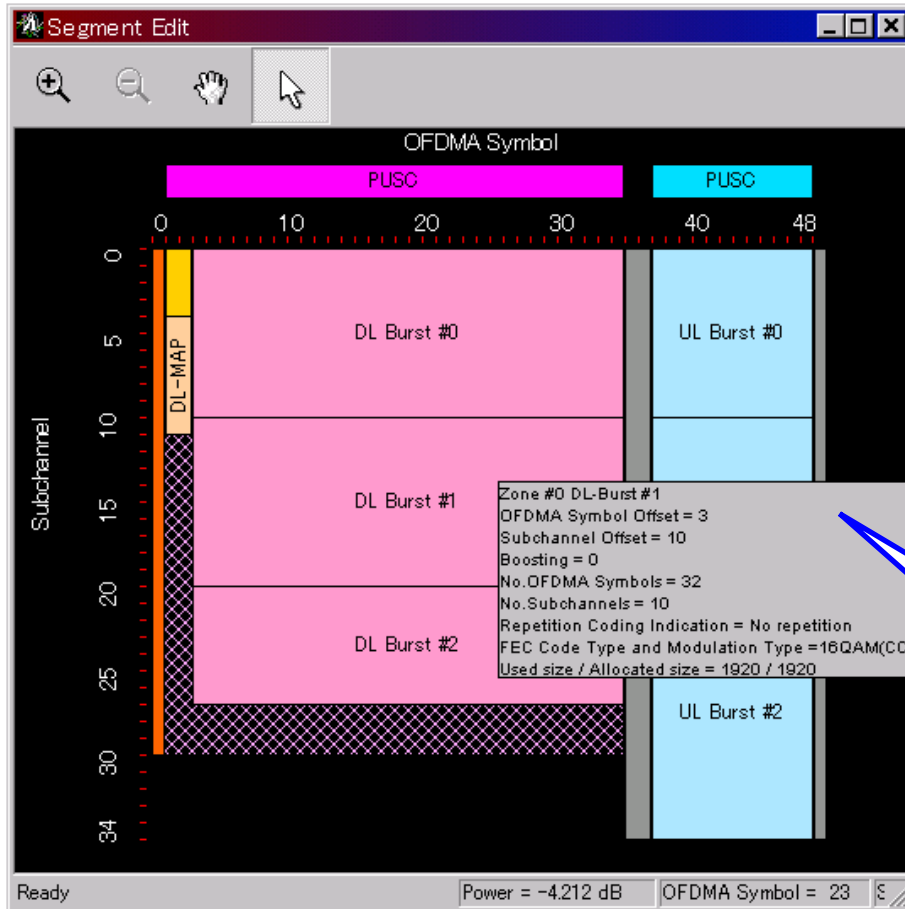 Segment Edit
OFDMA Symbol
PUSC PUSC
0 10 20 30 40 48
Subchannel
0
5
10
15
20
25
30
34
DL-MAP
DL Burst #0
UL Burst #0
DL Burst #1
Zone #0 DL-Burst #1
OFDMA Symbol Offset = 3
Subchannel Offset = 10
Boosting = 0
No.OFDMA Symbols = 32
No.Subchannels = 10
Repetition Coding Indication = No repetition
FEC Code Type and Modulation Type =16QAM(CC
Used size / Allocated size = 1920 / 1920
DL Burst #2
UL Burst #2
Ready Power = -4.212 dB OFDMA Symbol = 23 S